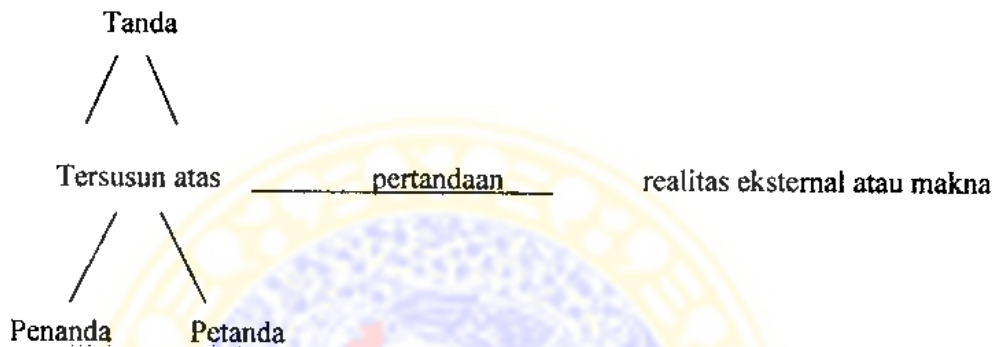 Tanda
Tersusun atas pertandaan realitas eksternal atau makna
Penanda Petanda